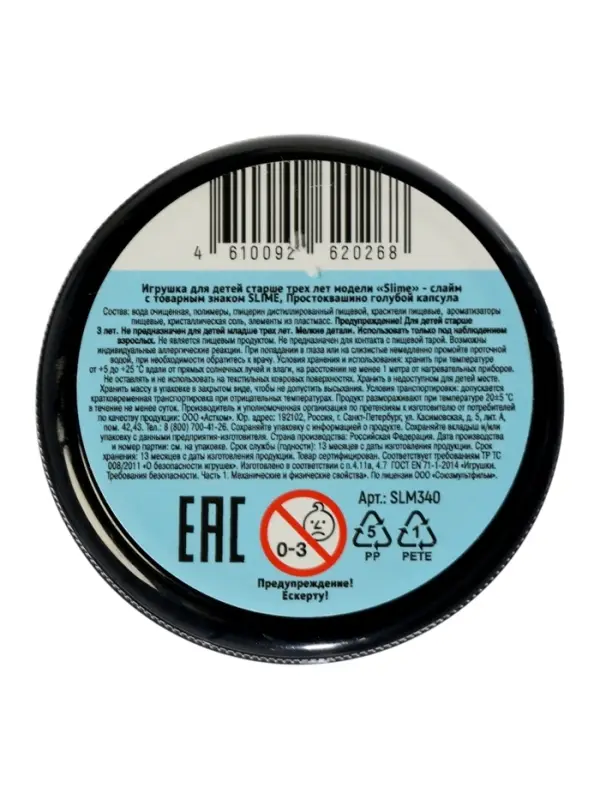 4 610092 620268
Игрушка для детей старше трех лет модели «Slime» - слайм
с товарным знаком SLIME, Простоквашино голубой капсула
Состав: вода очищенная, полимеры, глицерин дистиллированный пищевой, красители пищевые, ароматизаторы
пищевые, кристаллическая соль, элементы из пластмасс. Предупреждение! Для детей старше
3 лет. Не предназначен для детей младше трех лет. Мелкие детали. Использовать только под наблюдением
взрослых. Не является пищевым продуктом. Не предназначен для контакта с пищевой тарой. Возможны
индивидуальные аллергические реакции. При попадании в глаза или на слизистые немедленно промойте проточной
водой, при необходимости обратитесь к врачу. Условия хранения: хранить при температуре
от +5 до +25 °С вдали от прямых солнечных лучей и влаги, на расстоянии не менее 1 метра от нагревательных приборов.
Не оставлять и не использовать на текстильных ковровых поверхностях. Хранить в недоступном для детей месте.
Хранить массу в упаковке в закрытом виде, чтобы не допустить высыхания. Условия транспортировки: допускается
кратковременная транспортировка при отрицательных температурах. Продукт размораживают при температуре 20±5 °С
в течение не менее суток. Производитель и уполномоченная организация по претензиям к изготовителю от потребителей
по качеству продукции: ООО «Астком». Юр. адрес: 192102, Россия, г. Санкт-Петербург, ул. Касимовская, д. 5, лит. А,
пом. 42,43. Тел.: 8 (800) 700-41-26. Сохраняйте упаковку с информацией о продукте. Сохраняйте вкладыш и/или
упаковку с данными предприятия-изготовителя. Страна производства: Российская Федерация. Дата производства
и номер партии: см. на упаковке. Срок службы (годности): 13 месяцев с даты изготовления продукции. Срок
хранения: 13 месяцев с даты изготовления продукции. Товар сертифицирован. Соответствует требованиям ТР ТС
008/2011 «О безопасности игрушек». Изготовлено в соответствии с п.4.11а, 4.7 ГОСТ EN 71-1-2014 «Игрушки.
Требования безопасности. Часть 1. Механические и физические свойства». По лицензии ООО «Союзмультфильм».
Арт.: SLM340
EAC
0-3
5
PP
1
PETE
Предупреждение!
Ескерту!